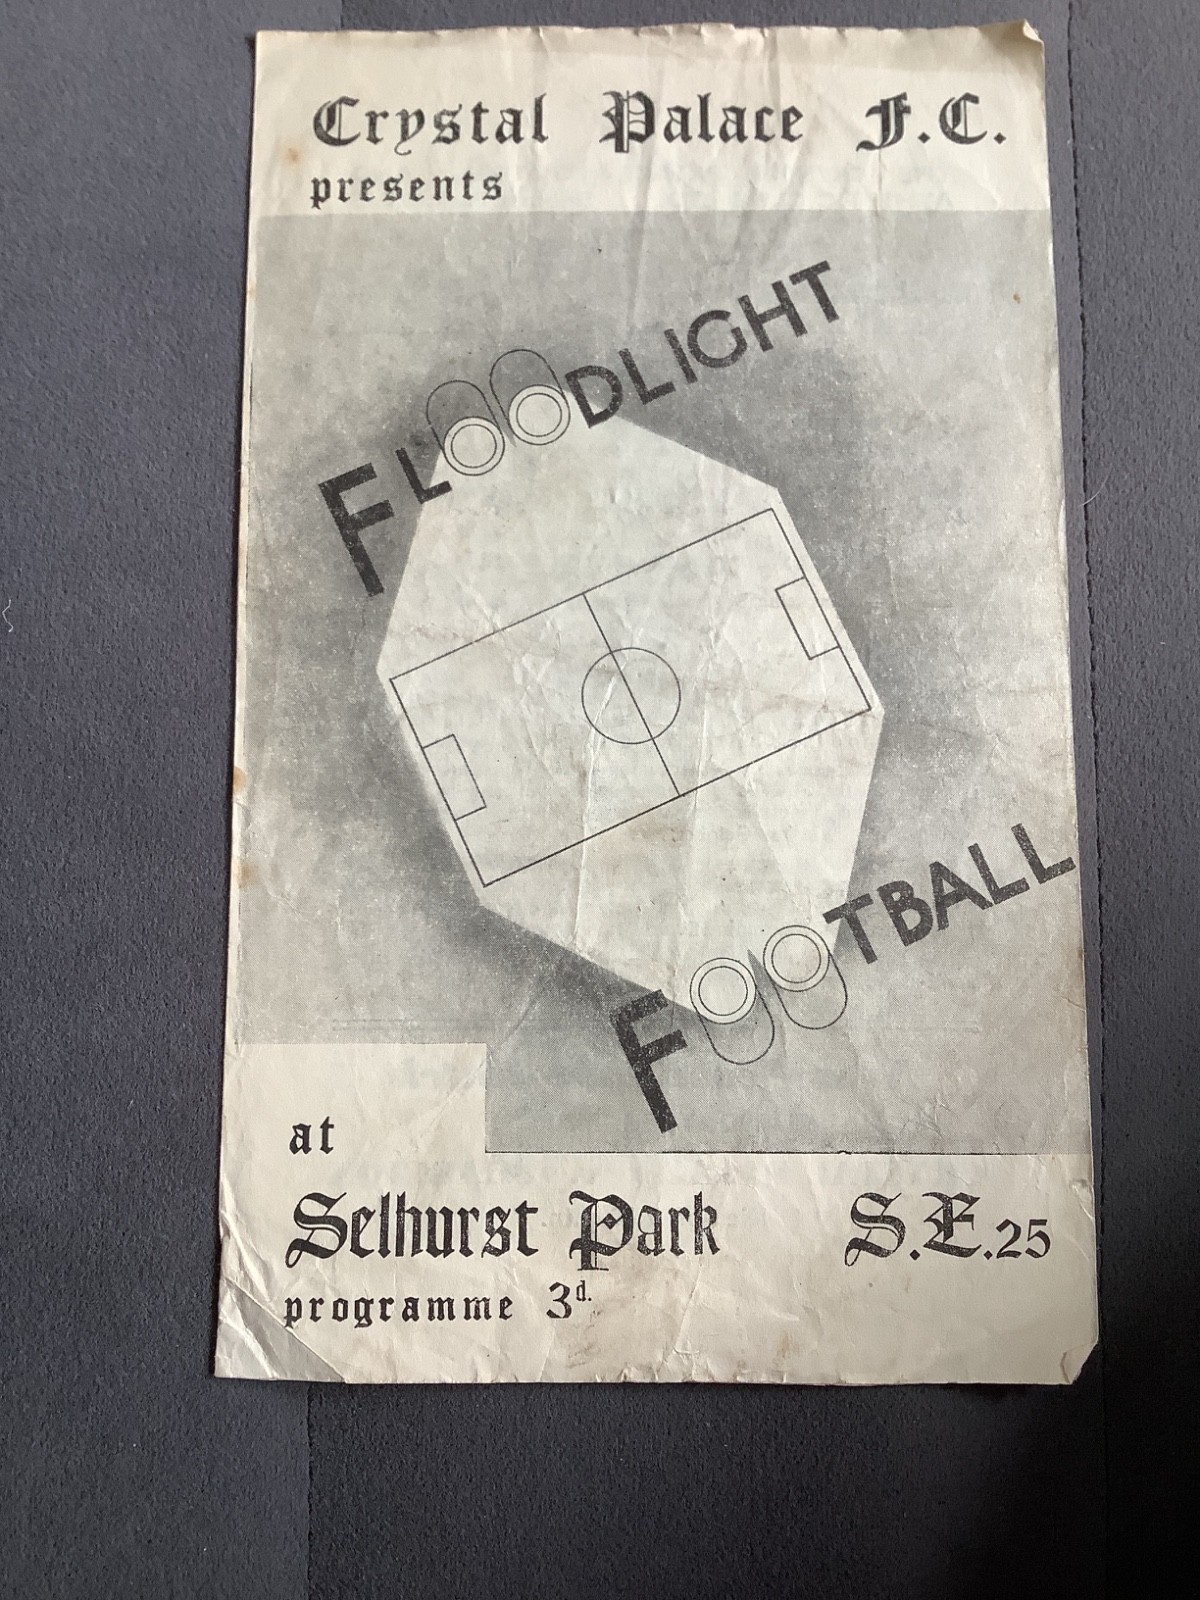 Crystal Palace F.C.
presents
FLOODLIGHT
FOOTBALL
at
Selhurst Park S.E.25
programme 3d.